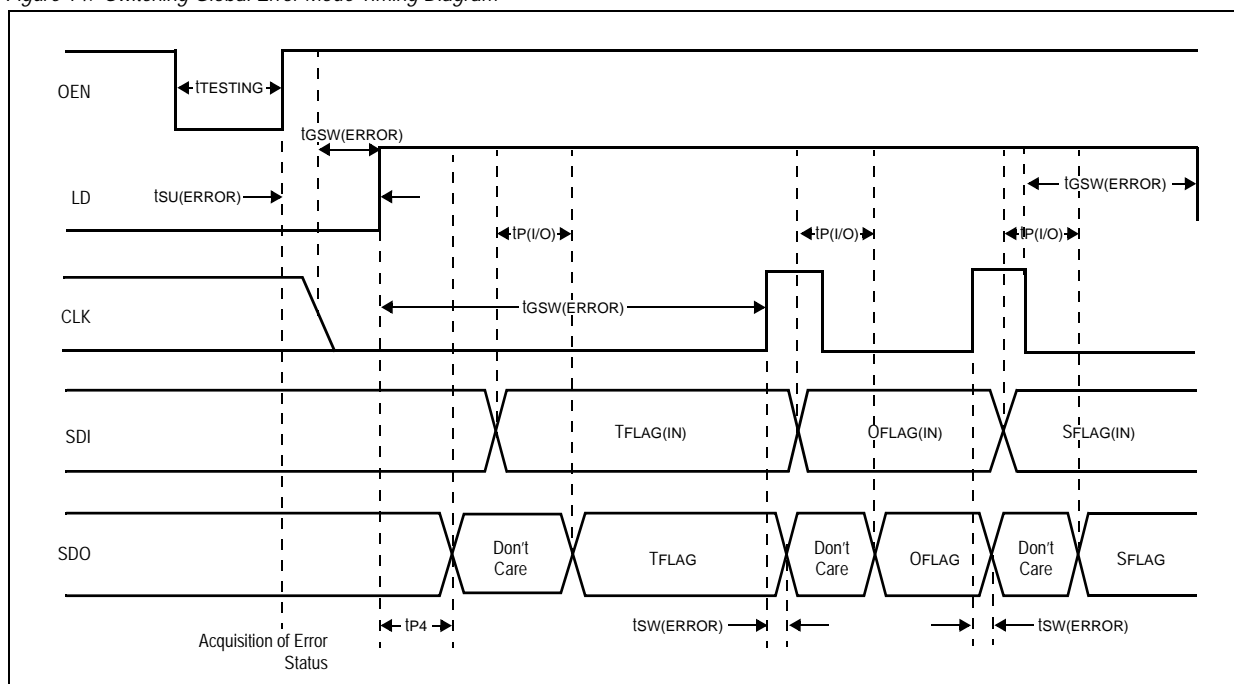 OEN
tTESTING
tGSW(ERROR)
LD
tSU(ERROR)
tGSW(ERROR)
tP(I/O)
tP(I/O)
tP(I/O)
CLK
tGSW(ERROR)
SDI
TFLAG(IN)
OFLAG(IN)
SFLAG(IN)
SDO
Don't
Care
TFLAG
Don't
Care
OFLAG
Don't
Care
SFLAG
tP4
tSW(ERROR)
tSW(ERROR)
Acquisition of Error
Status